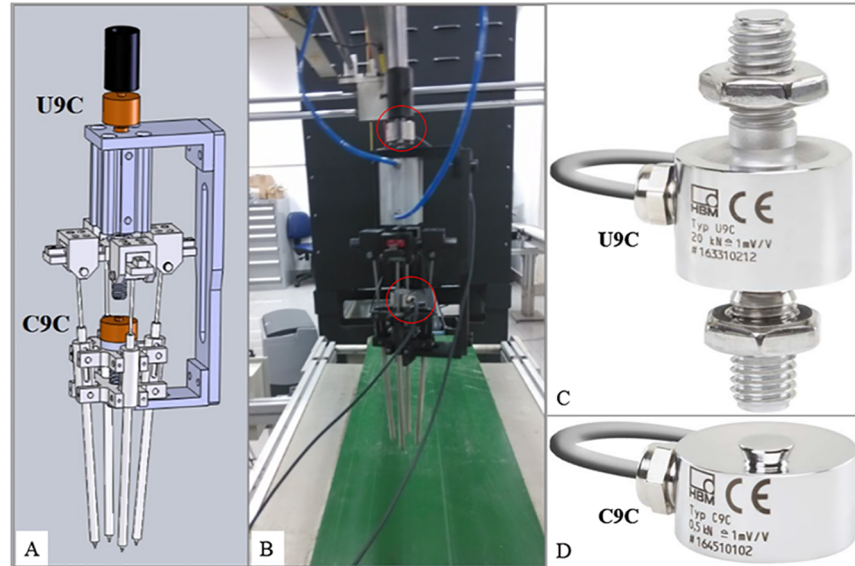 U9C
C9C
A
B
HBM CE
Typ U9C
20 kN ≙ 1mV/V
#163310212
U9C
C
HBM CE
Typ C9C
0,5 kN ≙ 1mV/V
#164510102
C9C
D